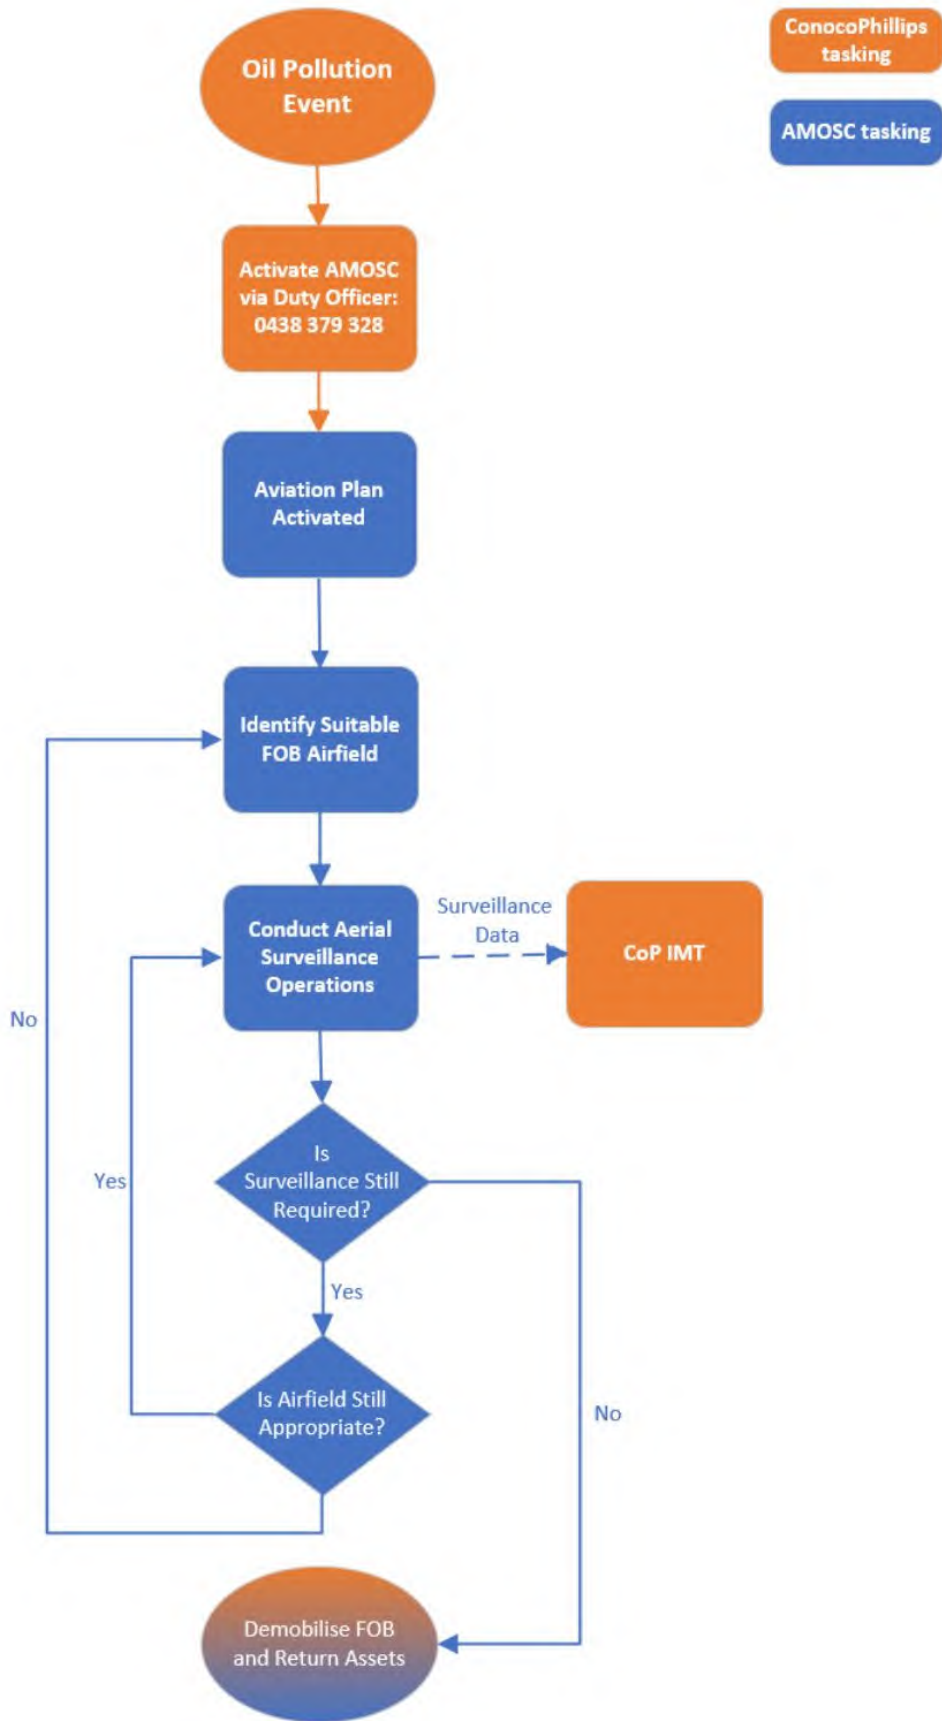 Oil Pollution
Event
ConocoPhillips
tasking
AMOSC tasking
Activate AMOSC
via Duty Officer:
0438 379 328
Aviation Plan
Activated
Identify Suitable
FOB Airfield
Conduct Aerial
Surveillance
Operations
Surveillance
Data
CoP IMT
No
Is
Surveillance Still
Required?
Yes
Yes
Is Airfield Still
Appropriate?
No
Demobilise FOB
and Return Assets